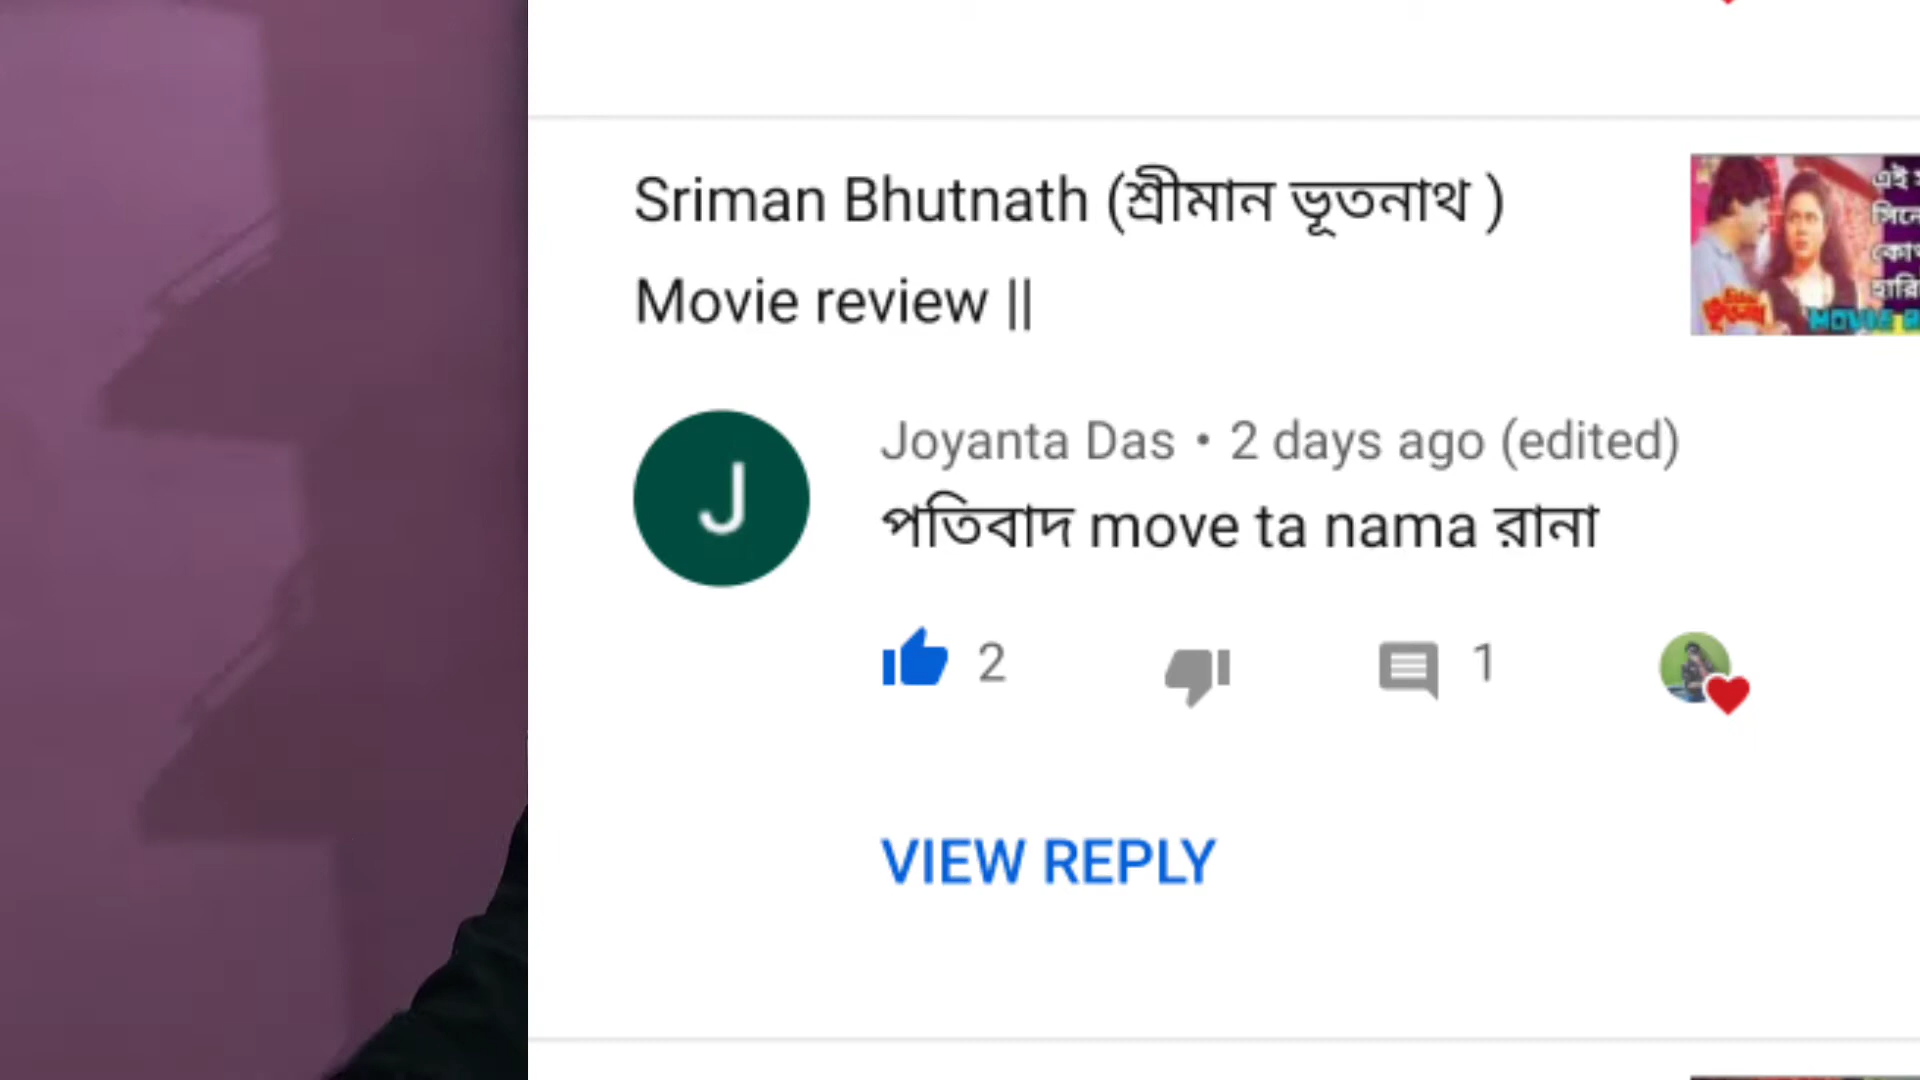 Sriman Bhutnath (শ্রীমান ভূতনাথ )
Movie review ||
এই
হারি
J
Joyanta Das • 2 days ago (edited)
পতিবাদ move ta nama রানা
2
1
VIEW REPLY